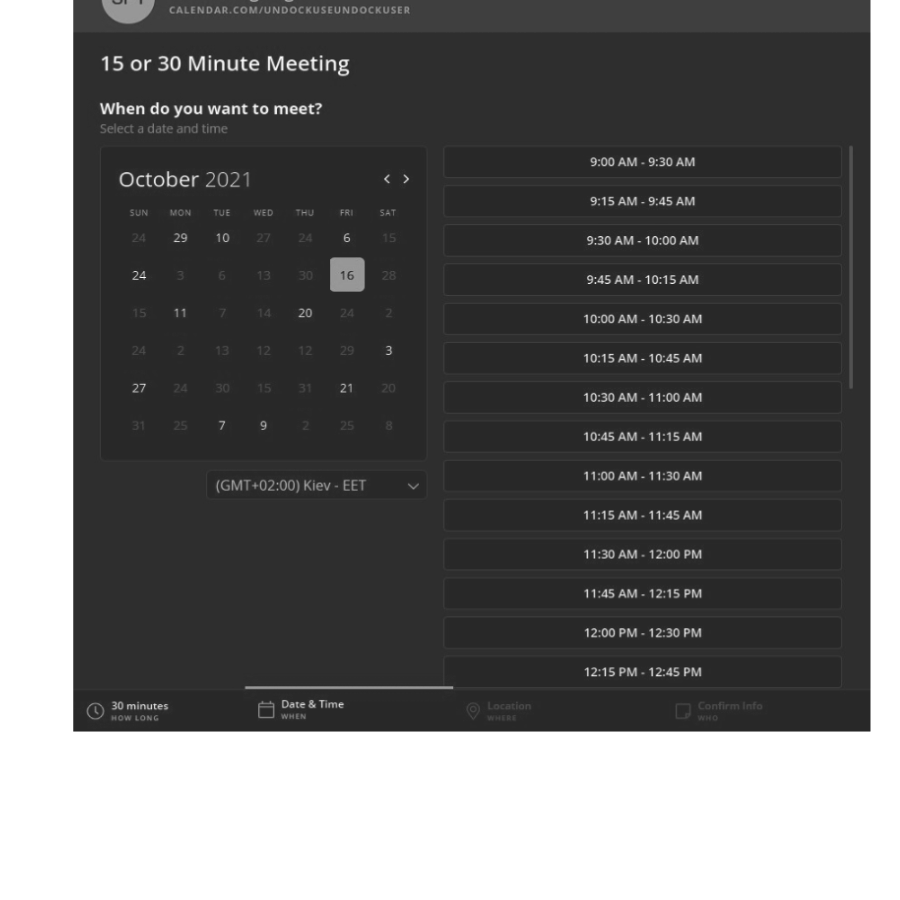 CALENDAR.COM/UNDOCKUSEUNDOCKUSER
15 or 30 Minute Meeting
When do you want to meet?
Select a date and time
October 2021
SUN MON TUE WED THU FRI SAT
24 29 10 27 24 6 15
24 3 6 13 30 16 28
15 11 7 14 20 24 2
24 2 13 12 12 29 3
27 24 30 15 31 21 20
31 25 7 9 2 25 8
(GMT+02:00) Kiev - EET
9:00 AM - 9:30 AM
9:15 AM - 9:45 AM
9:30 AM - 10:00 AM
9:45 AM - 10:15 AM
10:00 AM - 10:30 AM
10:15 AM - 10:45 AM
10:30 AM - 11:00 AM
10:45 AM - 11:15 AM
11:00 AM - 11:30 AM
11:15 AM - 11:45 AM
11:30 AM - 12:00 PM
11:45 AM - 12:15 PM
12:00 PM - 12:30 PM
12:15 PM - 12:45 PM
30 minutes
HOW LONG
Date & Time
WHEN
Location
WHERE
Confirm Info
WHO